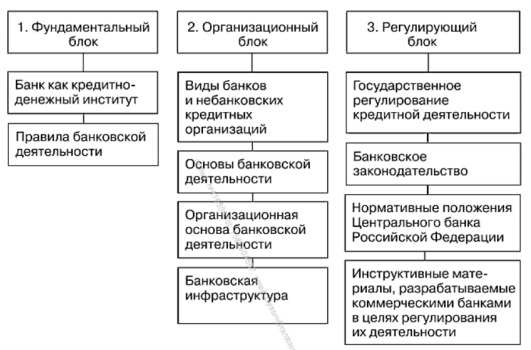 1. Фундаментальный
блок
Банк как кредитно-
денежный институт
Правила банковской
деятельности
2. Организационный
блок
Виды банков
и небанковских
кредитных
организаций
Основы банковской
деятельности
Организационная
основа банковской
деятельности
Банковская
инфраструктура
3. Регулирующий
блок
Государственное
регулирование
кредитной деятельности
Банковское
законодательство
Нормативные положения
Центрального банка
Российской Федерации
Инструктивные мате-
риалы, разрабатываемые
коммерческими банками
в целях регулирования
их деятельности